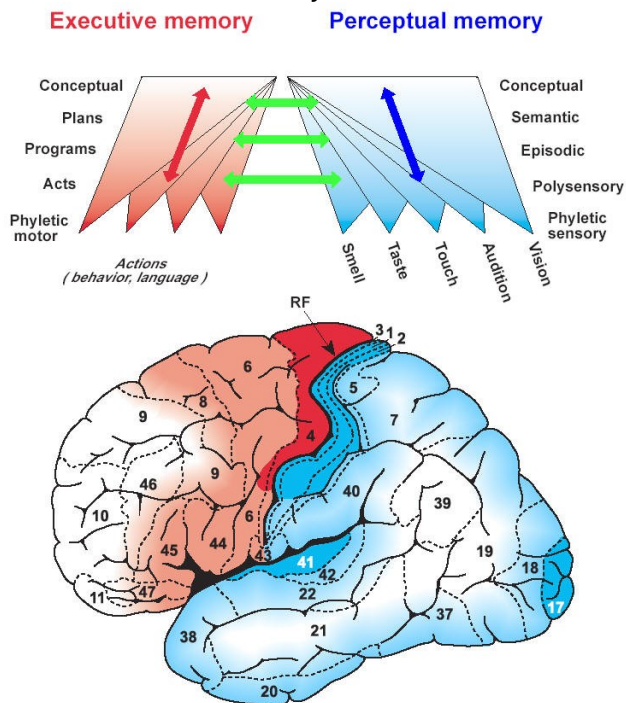 Executive memory
Perceptual memory
Conceptual
Plans
Programs
Acts
Phyletic
motor
Conceptual
Semantic
Episodic
Polysensory
Phyletic
sensory
Actions
( behavior, language )
Smell
Taste
Touch
Audition
Vision
RF
3
1
2
6
8
9
5
7
4
46
9
40
39
10
6
45
44
43
41
42
19
18
17
47
11
22
38
21
37
20